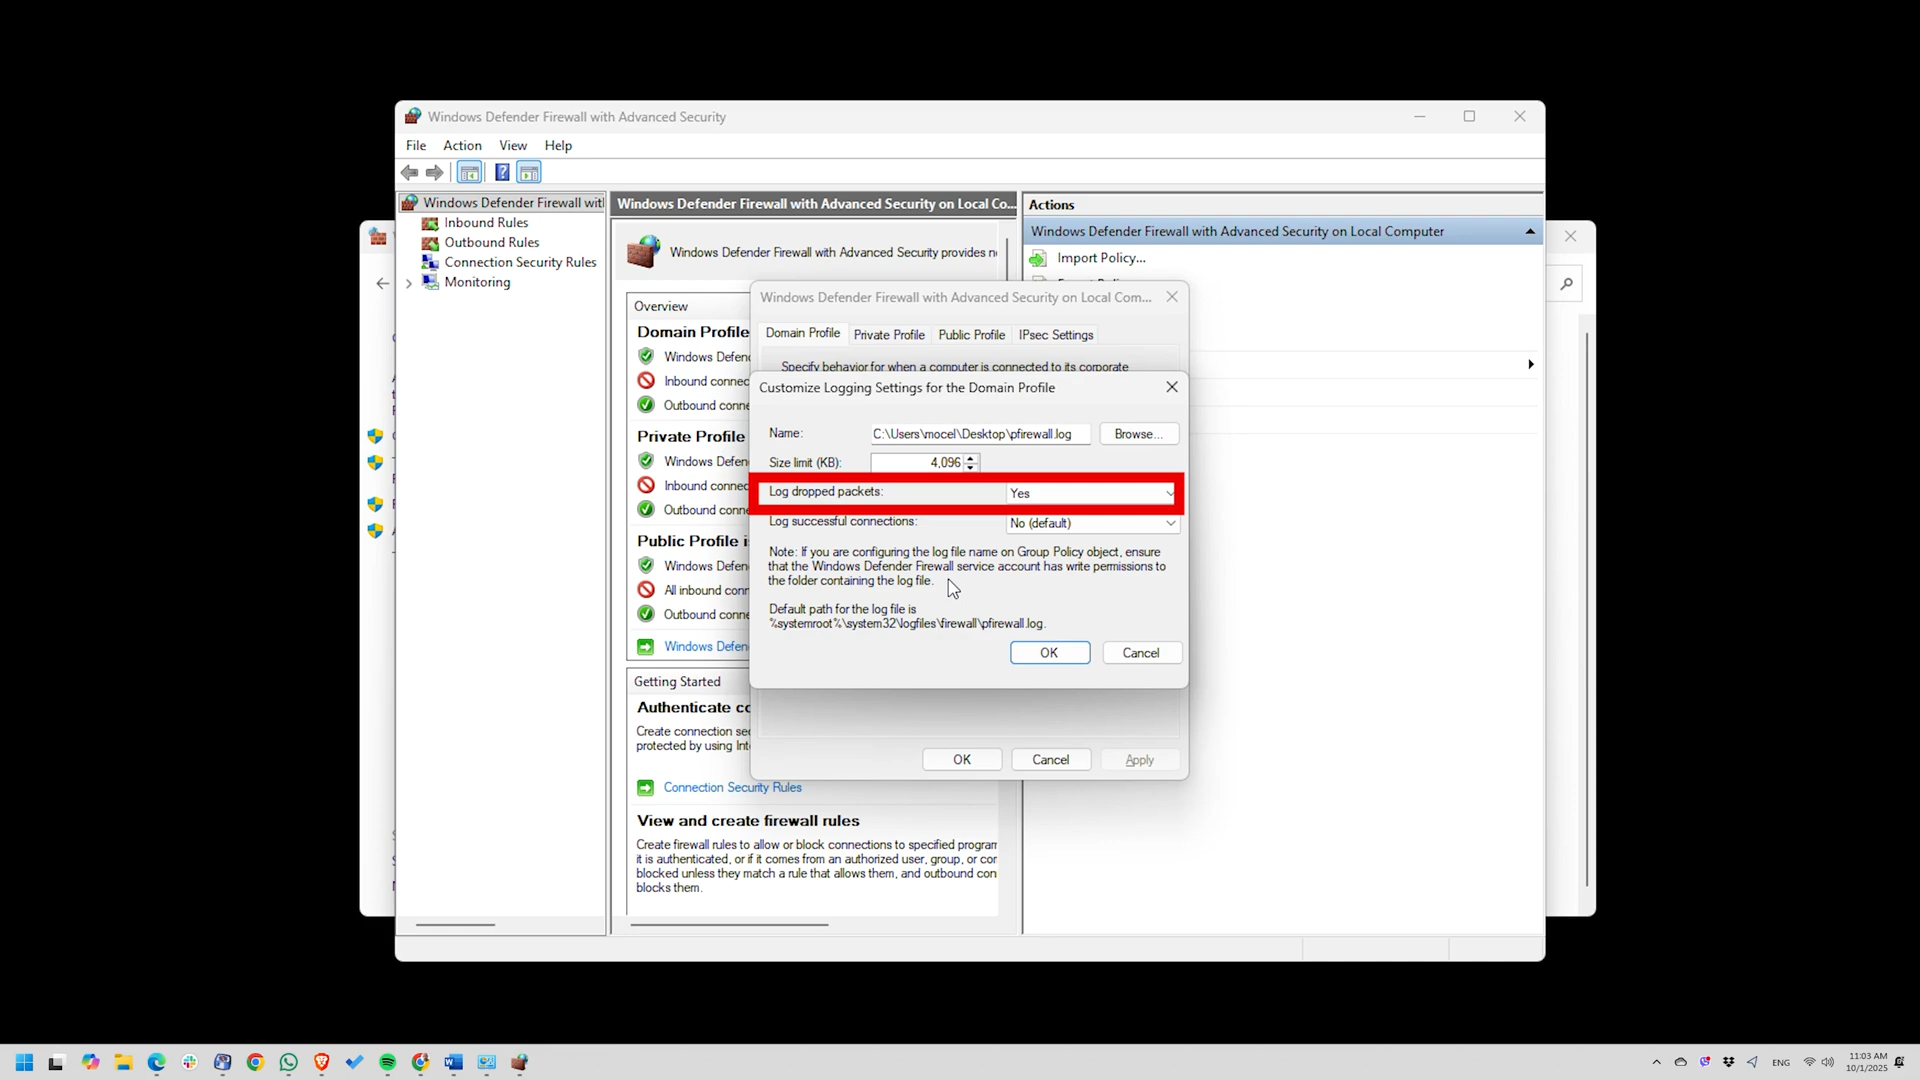 Windows Defender Firewall with Advanced Security
File Action View Help
Windows Defender Firewall wit
Inbound Rules
Outbound Rules
Connection Security Rules
Monitoring
Windows Defender Firewall with Advanced Security on Local Co...
Windows Defender Firewall with Advanced Security provides n
Overview
Domain Profile
Windows Defen
Inbound connec
Outbound conne
Private Profile
Windows Defen
Inbound connec
Outbound conne
Public Profile i
Windows Defen
All inbound conn
Outbound conne
Windows Defen
Getting Started
Authenticate co
Create connection sec
protected by using Int
Connection Security Rules
View and create firewall rules
Create firewall rules to allow or block connections to specified program
it is authenticated, or if it comes from an authorized user, group, or con
blocked unless they match a rule that allows them, and outbound con
blocks them.
Actions
Windows Defender Firewall with Advanced Security on Local Computer
Import Policy...
Windows Defender Firewall with Advanced Security on Local Com...
Domain Profile Private Profile Public Profile IPsec Settings
Specify behavior for when a computer is connected to its corporate
Customize Logging Settings for the Domain Profile
Name: C:\Users\mocel\Desktop\pfirewall.log Browse...
Size limit (KB): 4,096
Log dropped packets: Yes
Log successful connections: No (default)
Note: If you are configuring the log file name on Group Policy object, ensure
that the Windows Defender Firewall service account has write permissions to
the folder containing the log file.
Default path for the log file is
%systemroot%\system32\logfiles\firewall\pfirewall.log.
OK Cancel
OK Cancel Apply
ENG
11:03 AM
10/1/2025